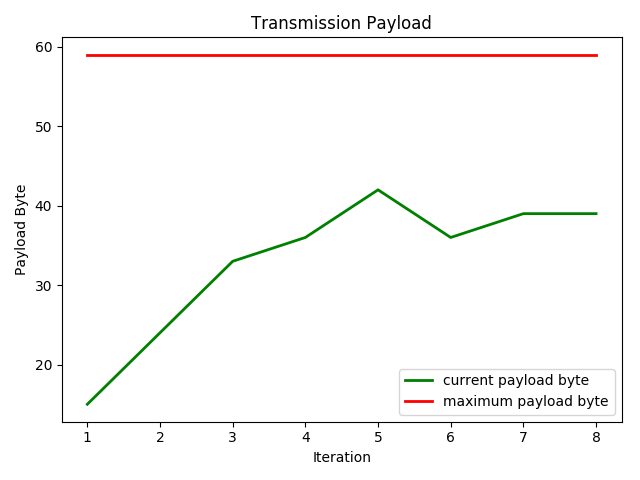 Transmission Payload
60
50
40
30
20
Payload Byte
1 2 3 4 5 6 7 8
Iteration
current payload byte
maximum payload byte